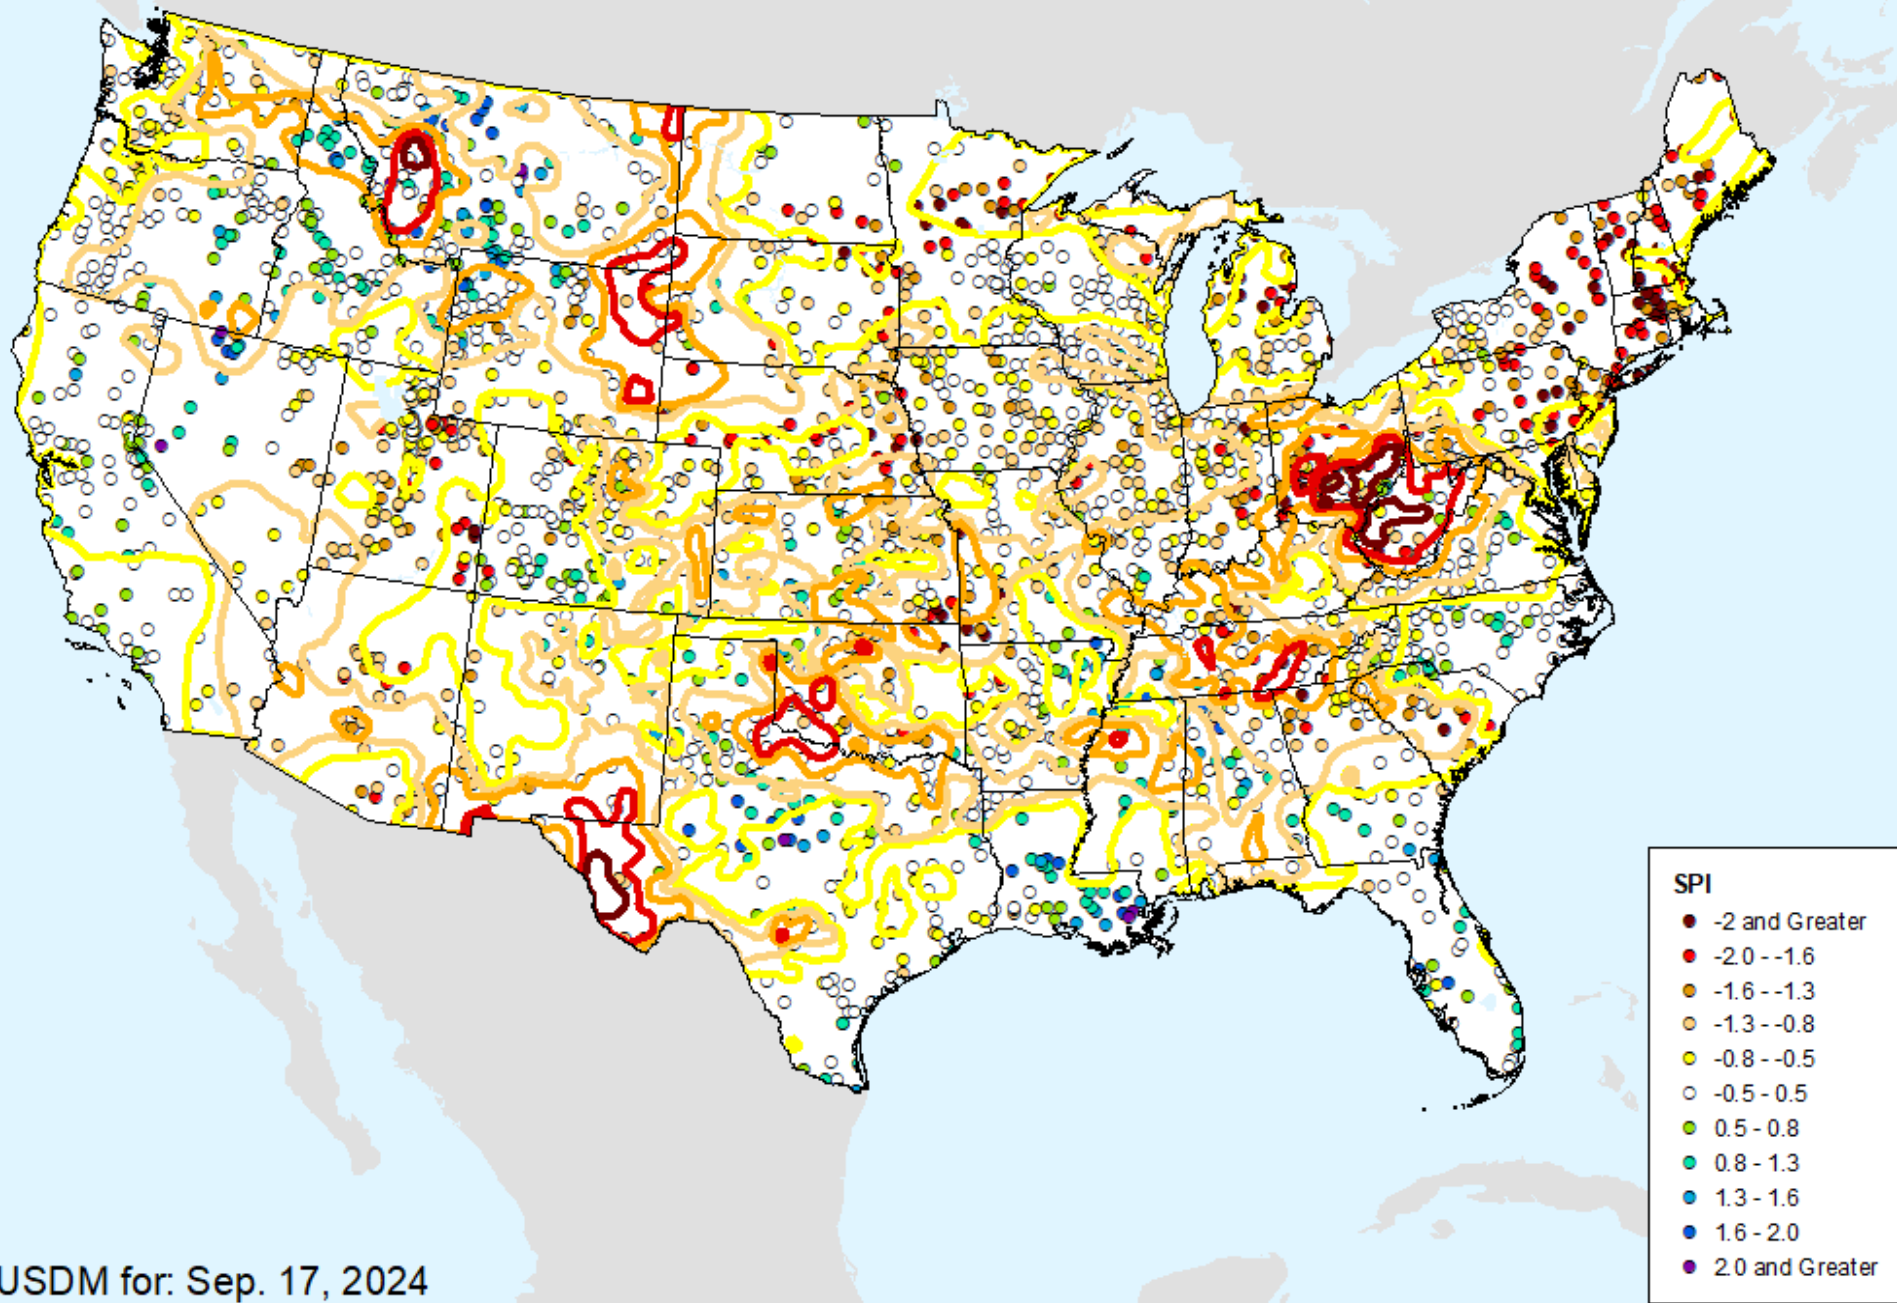 SPI
-2 and Greater
-2.0 - -1.6
-1.6 - -1.3
-1.3 - -0.8
-0.8 - -0.5
-0.5 - 0.5
0.5 - 0.8
0.8 - 1.3
1.3 - 1.6
1.6 - 2.0
2.0 and Greater
USDM for: Sep. 17, 2024